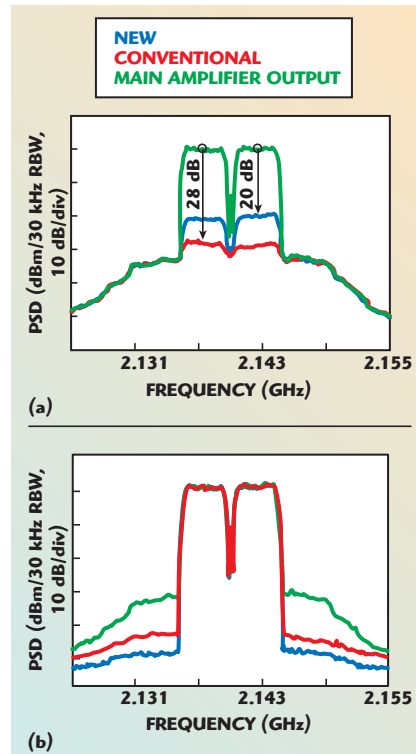 NEW
CONVENTIONAL
MAIN AMPLIFIER OUTPUT
PSD (dBm/30 kHz RBW,
10 dB/div)
28 dB
20 dB
2.131 2.143 2.155
FREQUENCY (GHz)
(a)
PSD (dBm/30 kHz RBW,
10 dB/div)
2.131 2.143 2.155
FREQUENCY (GHz)
(b)